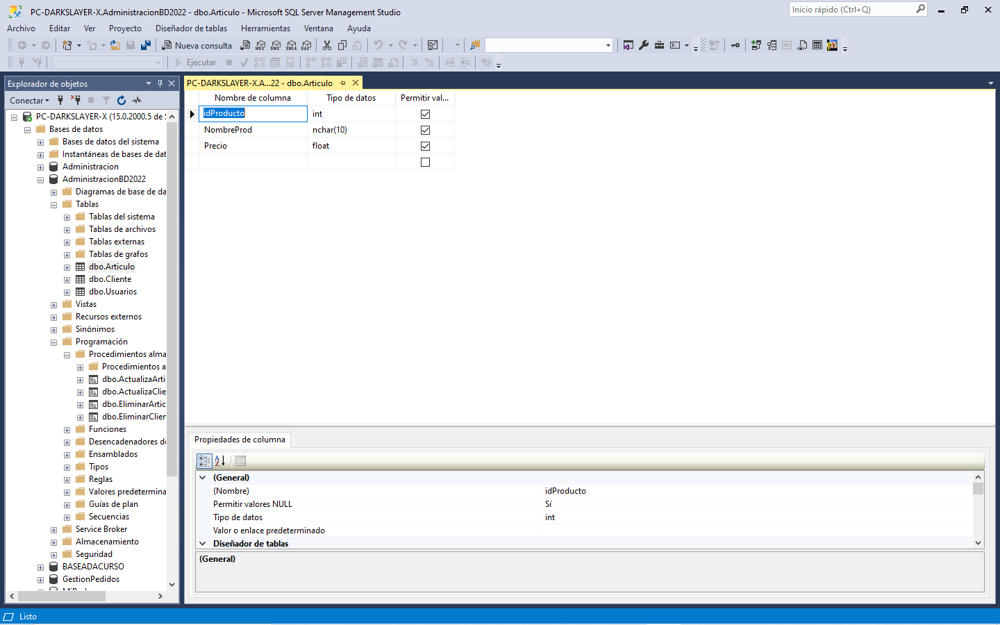 PC-DARKSLAYER-X.AdministracionBD2022 - dbo.Articulo - Microsoft SQL Server Management Studio
Inicio rápido (Ctrl+Q)
Archivo Editar Ver Proyecto Diseñador de tablas Herramientas Ventana Ayuda
Nueva consulta MDX DMX XMLA DAX
Ejecutar
Explorador de objetos
Conectar
PC-DARKSLAYER-X (15.0.2000.5 de S
Bases de datos
Bases de datos del sistema
Instantáneas de bases de dat
Administracion
AdministracionBD2022
Diagramas de base de da
Tablas
Tablas del sistema
Tablas de archivos
Tablas externas
Tablas de grafos
dbo.Articulo
dbo.Cliente
dbo.Usuarios
Vistas
Recursos externos
Sinónimos
Programación
Procedimientos alma
Procedimientos a
dbo.ActualizaArti
dbo.ActualizaClie
dbo.EliminarArtic
dbo.EliminarClien
Funciones
Desencadenadores de
Ensamblados
Tipos
Reglas
Valores predetermina
Guías de plan
Secuencias
Service Broker
Almacenamiento
Seguridad
BASEADACURSO
GestionPedidos
PC-DARKSLAYER-X.A...22 - dbo.Articulo
Nombre de columna Tipo de datos Permitir val...
idProducto int
NombreProd nchar(10)
Precio float
Propiedades de columna
(General)
(Nombre) idProducto
Permitir valores NULL Sí
Tipo de datos int
Valor o enlace predeterminado
Diseñador de tablas
(General)
Listo